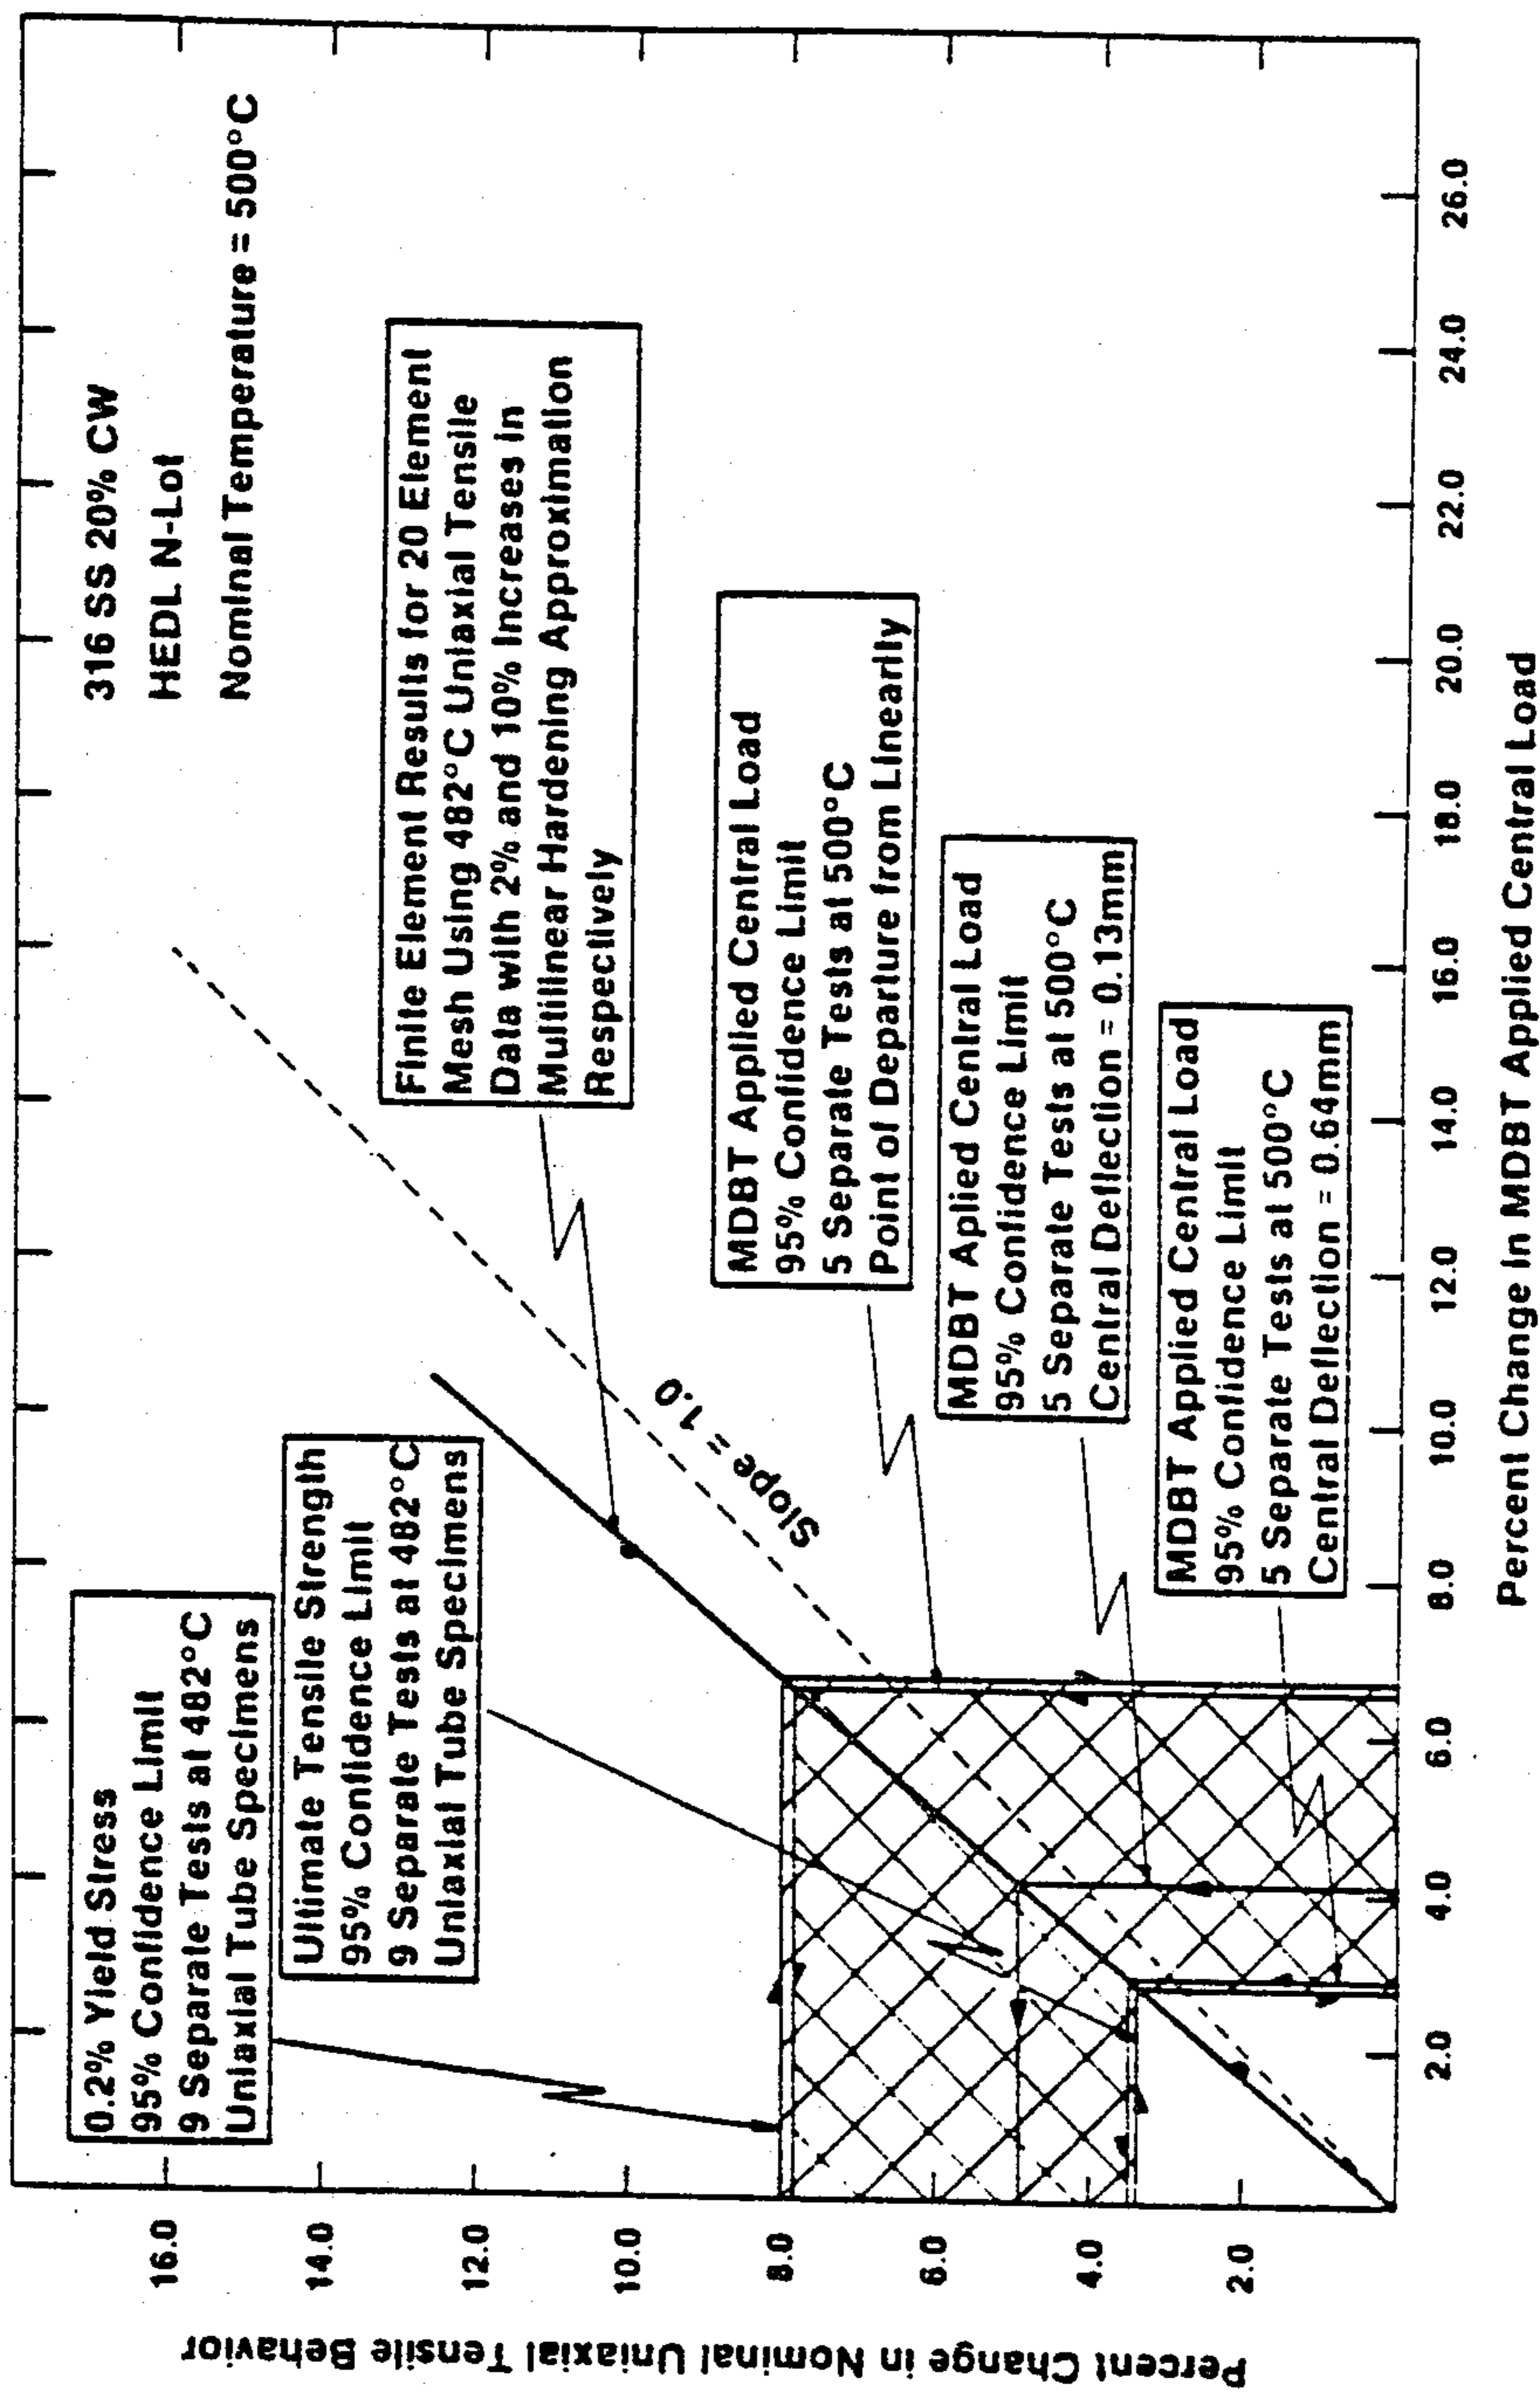 316 SS 20% CW
HEDL N-Lot
Nominal Temperature = 500°C
0.2% Yield Stress
95% Confidence Limit
9 Separate Tests at 482°C
Uniaxial Tube Specimens
Ultimate Tensile Strength
95% Confidence Limit
9 Separate Tests at 482°C
Uniaxial Tube Specimens
Finite Element Results for 20 Element
Mesh Using 482°C Uniaxial Tensile
Data with 2% and 10% Increases in
Multilinear Hardening Approximation
Respectively
Slope = 1.0
MDBT Applied Central Load
95% Confidence Limit
5 Separate Tests at 500°C
Point of Departure from Linearity
MDBT Aplied Central Load
95% Confidence Limit
5 Separate Tests at 500°C
Central Deflection = 0.13mm
MDBT Applied Central Load
95% Confidence Limit
5 Separate Tests at 500°C
Central Deflection = 0.64mm
Percent Change in Nominal Uniaxial Tensile Behavior
16.0
14.0
12.0
10.0
8.0
6.0
4.0
2.0
2.0 4.0 6.0 8.0 10.0 12.0 14.0 16.0 18.0 20.0 22.0 24.0 26.0
Percent Change in MDBT Applied Central Load